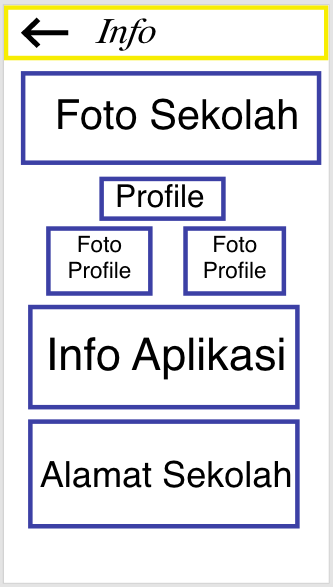 Info
Foto Sekolah
Profile
Foto
Profile
Foto
Profile
Info Aplikasi
Alamat Sekolah